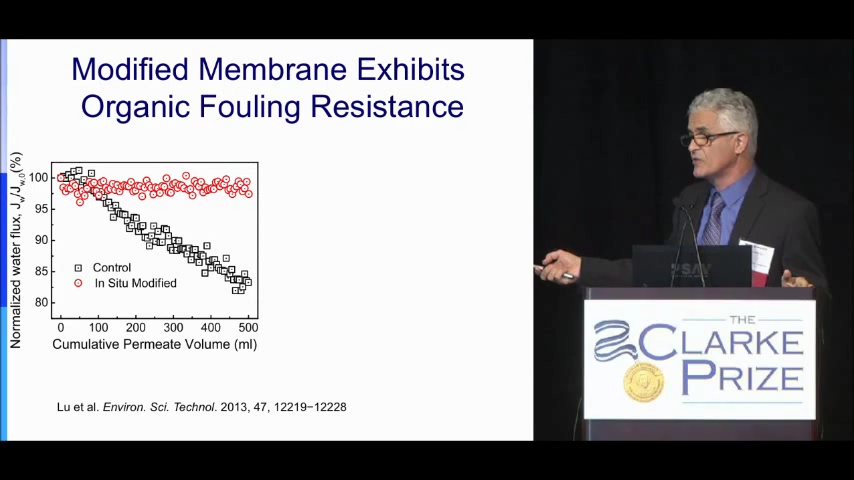 Modified Membrane Exhibits
Organic Fouling Resistance
Normalized water flux, Jw/Jw,0(%)
100
95
90
85
80
Control
In Situ Modified
0 100 200 300 400 500
Cumulative Permeate Volume (ml)
Lu et al. Environ. Sci. Technol. 2013, 47, 12219−12228
THE
CLARKE
PRIZE